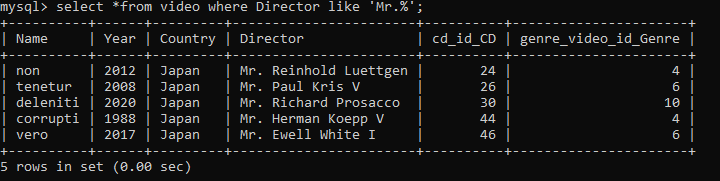 mysql> select *from video where Director like 'Mr.%';
+----------+------+---------+-----------------------+----------+----------------------+
| Name     | Year | Country | Director              | cd_id_CD | genre_video_id_Genre |
+----------+------+---------+-----------------------+----------+----------------------+
| non      | 2012 | Japan   | Mr. Reinhold Luettgen |       24 |                    4 |
| tenetur  | 2008 | Japan   | Mr. Paul Kris V       |       26 |                    6 |
| deleniti | 2020 | Japan   | Mr. Richard Prosacco  |       30 |                   10 |
| corrupti | 1988 | Japan   | Mr. Herman Koepp V    |       44 |                    4 |
| vero     | 2017 | Japan   | Mr. Ewell White I     |       46 |                    6 |
+----------+------+---------+-----------------------+----------+----------------------+
5 rows in set (0.00 sec)